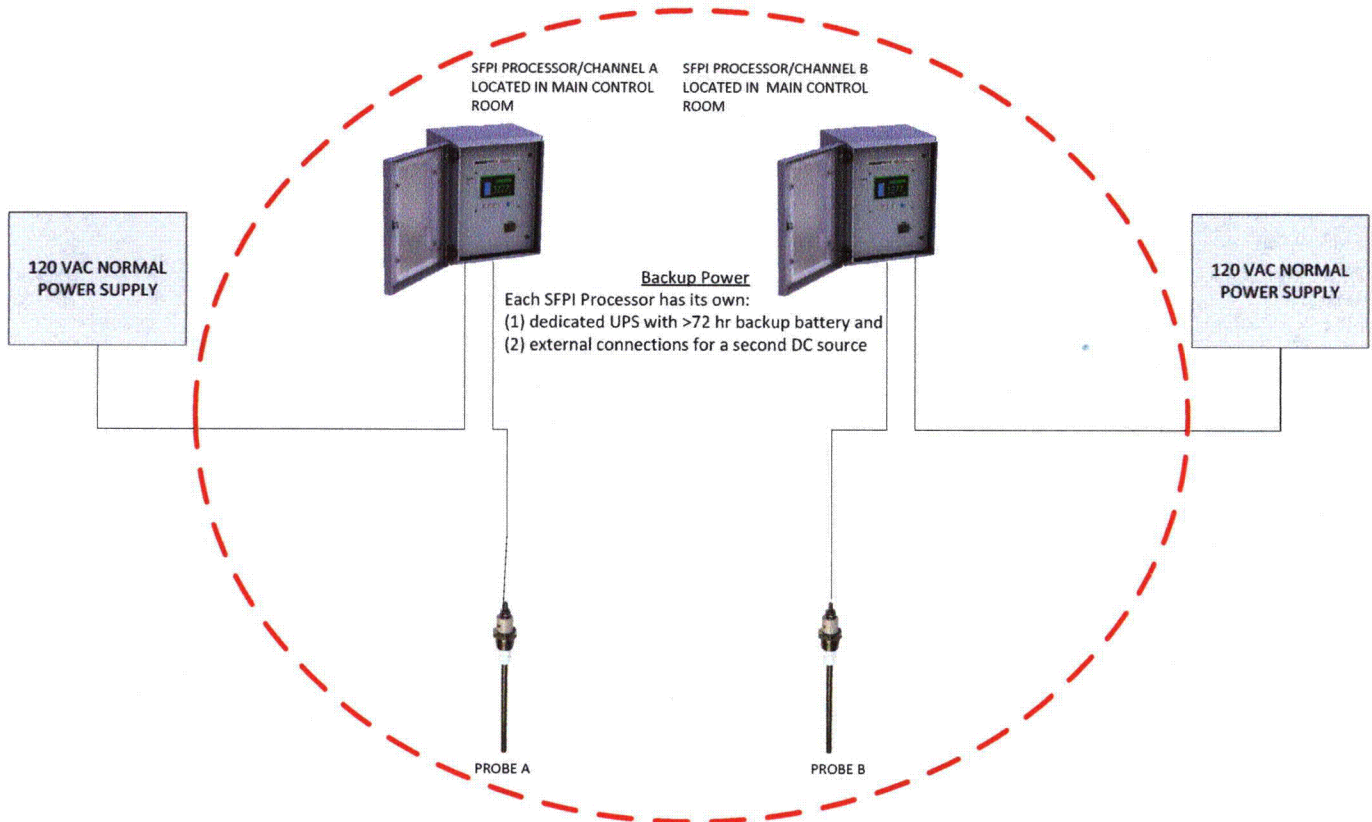 SFPI PROCESSOR/CHANNEL A
LOCATED IN MAIN CONTROL
ROOM
SFPI PROCESSOR/CHANNEL B
LOCATED IN MAIN CONTROL
ROOM
120 VAC NORMAL
POWER SUPPLY
Backup Power
Each SFPI Processor has its own:
(1) dedicated UPS with >72 hr backup battery and
(2) external connections for a second DC source
120 VAC NORMAL
POWER SUPPLY
PROBE A
PROBE B